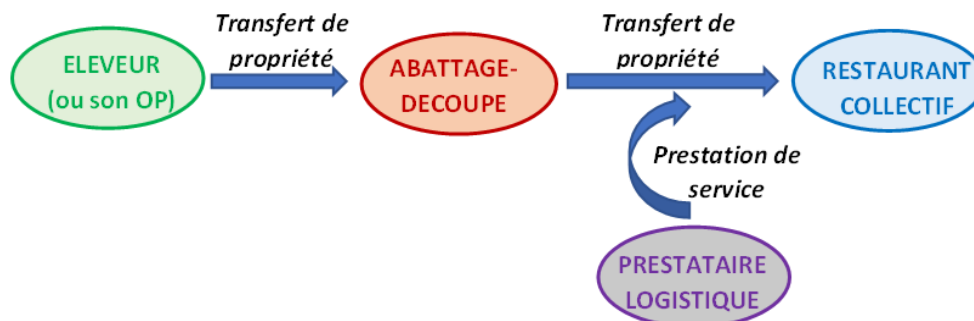 Transfert de
propriété
Transfert de
propriété
ELEVEUR
(ou son OP)
ABATTAGE-
DECOUPE
RESTAURANT
COLLECTIF
Prestation de
service
PRESTATAIRE
LOGISTIQUE